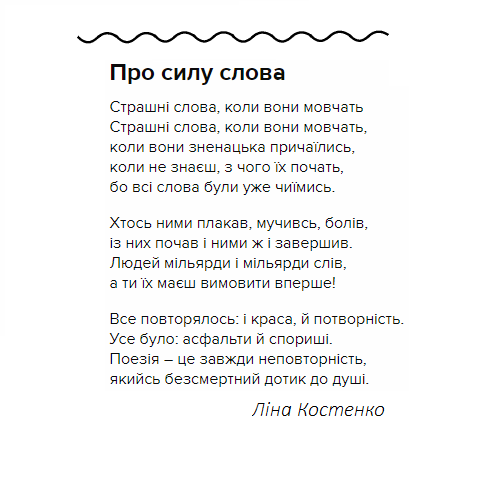 Про силу слова
Страшні слова, коли вони мовчать
Страшні слова, коли вони мовчать,
коли вони зненацька причаїлись,
коли не знаєш, з чого їх почать,
бо всі слова були уже чиїмись.
Хтось ними плакав, мучивсь, болів,
із них почав і ними ж і завершив.
Людей мільярди і мільярди слів,
а ти їх маєш вимовити вперше!
Все повторялось: і краса, й потворність.
Усе було: асфальти й спориші.
Поезія – це завжди неповторність,
якийсь безсмертний дотик до душі.
Ліна Костенко